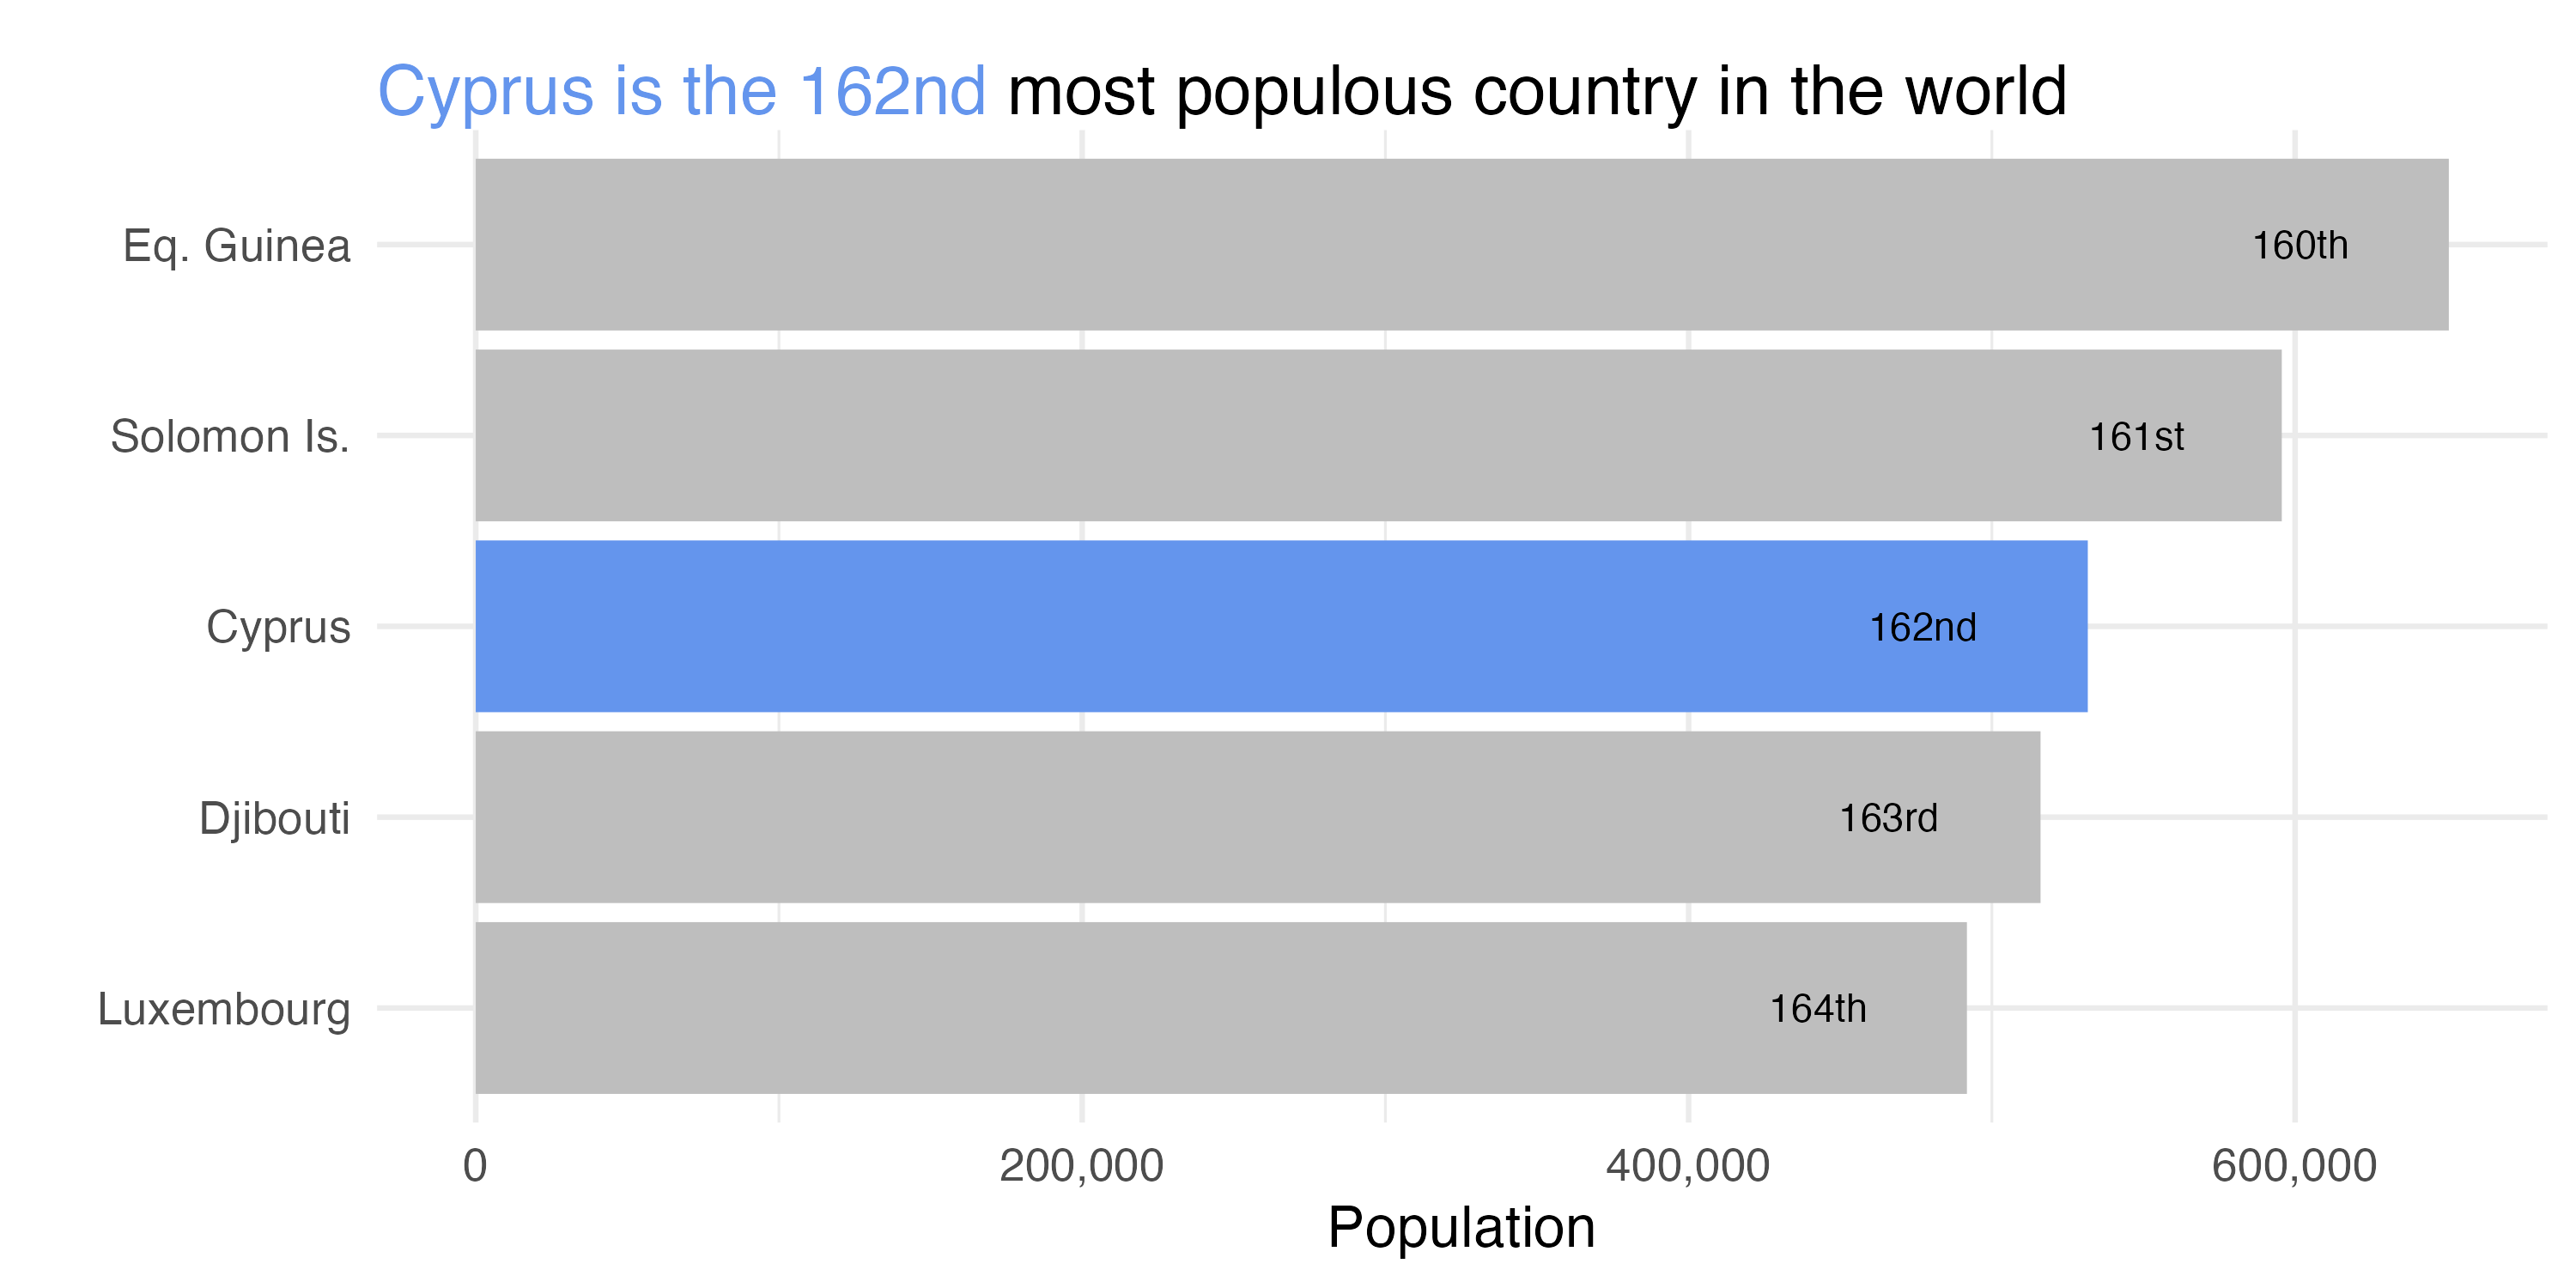 Cyprus is the 162nd most populous country in the world
Eq. Guinea
160th
Solomon Is.
161st
Cyprus
162nd
Djibouti
163rd
Luxembourg
164th
0
200,000
400,000
600,000
Population